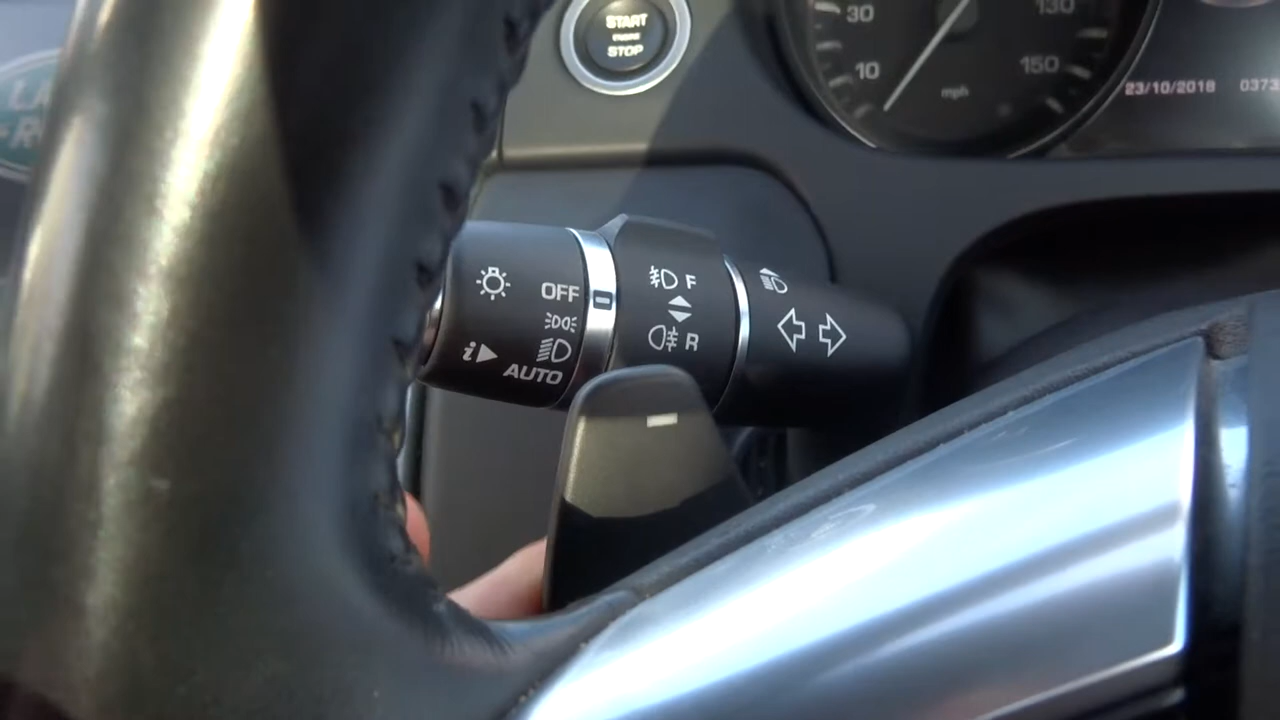 START
STOP
30
10
130
150
mph
23/10/2018
0373
OFF
F
R
i
AUTO